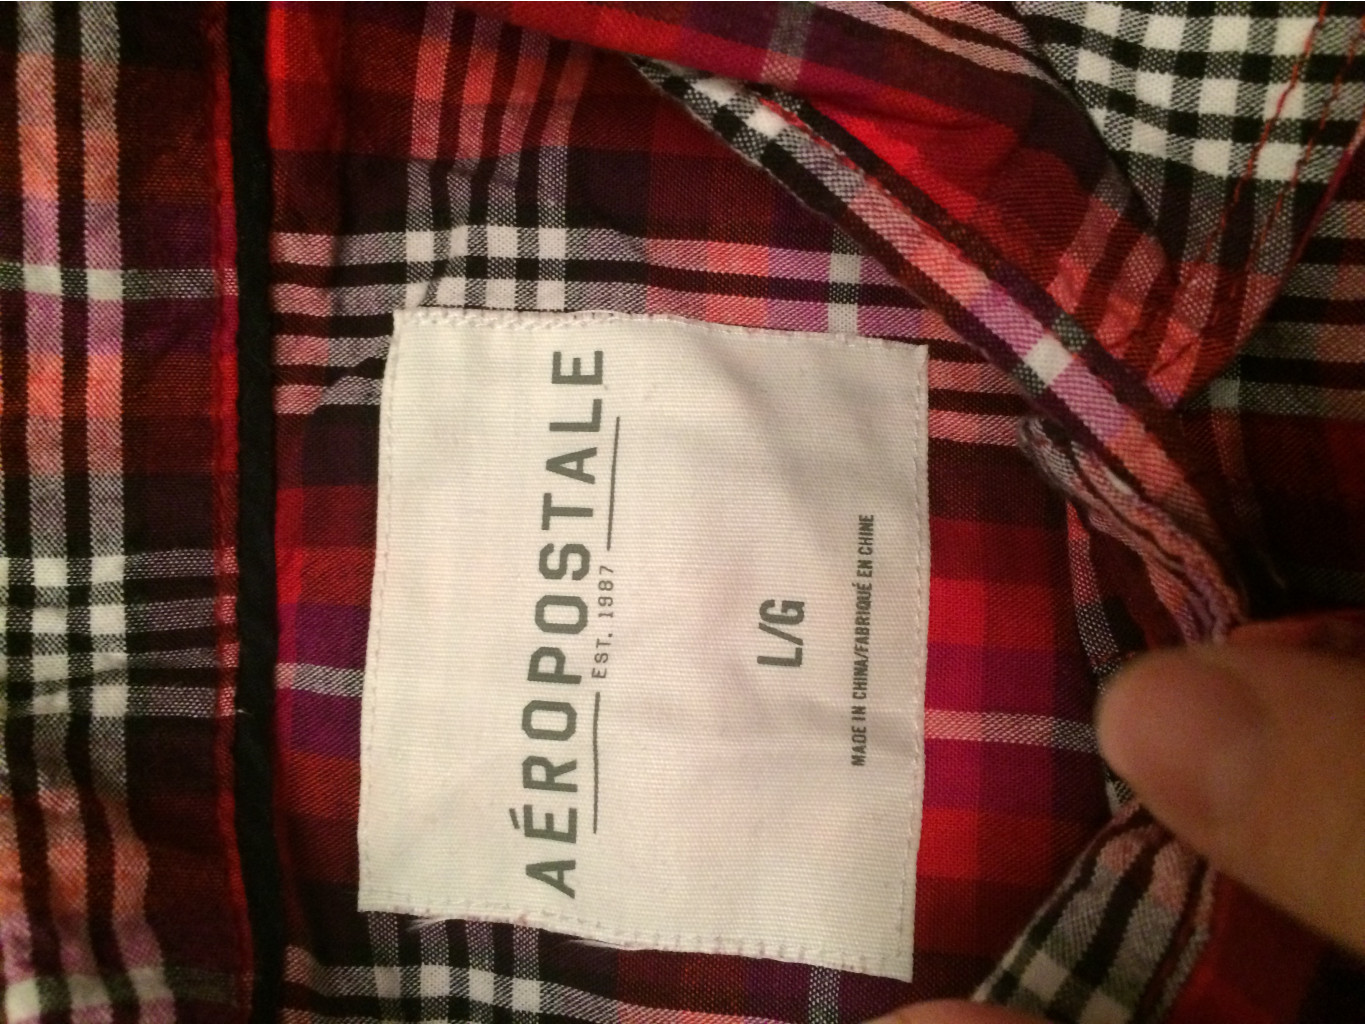 AÉROPOSTALE
EST. 1987
L/G
MADE IN CHINA/FABRIQUÉ EN CHINE